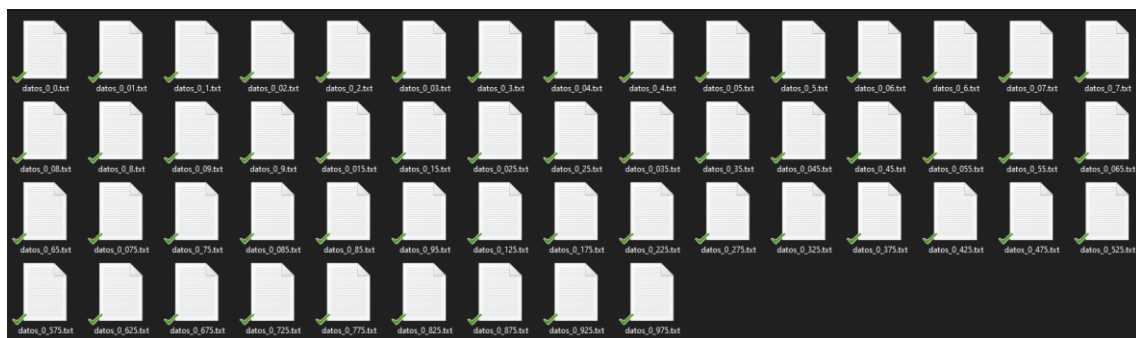 datos_0_0.txt datos_0_01.txt datos_0_1.txt datos_0_02.txt datos_0_2.txt datos_0_03.txt datos_0_3.txt datos_0_04.txt datos_0_4.txt datos_0_05.txt datos_0_5.txt datos_0_06.txt datos_0_6.txt datos_0_07.txt datos_0_7.txt
datos_0_08.txt datos_0_8.txt datos_0_09.txt datos_0_9.txt datos_0_015.txt datos_0_15.txt datos_0_025.txt datos_0_25.txt datos_0_035.txt datos_0_35.txt datos_0_045.txt datos_0_45.txt datos_0_055.txt datos_0_55.txt datos_0_065.txt
datos_0_65.txt datos_0_075.txt datos_0_75.txt datos_0_085.txt datos_0_85.txt datos_0_95.txt datos_0_125.txt datos_0_175.txt datos_0_225.txt datos_0_275.txt datos_0_325.txt datos_0_375.txt datos_0_425.txt datos_0_475.txt datos_0_525.txt
datos_0_575.txt datos_0_625.txt datos_0_675.txt datos_0_725.txt datos_0_775.txt datos_0_825.txt datos_0_875.txt datos_0_925.txt datos_0_975.txt